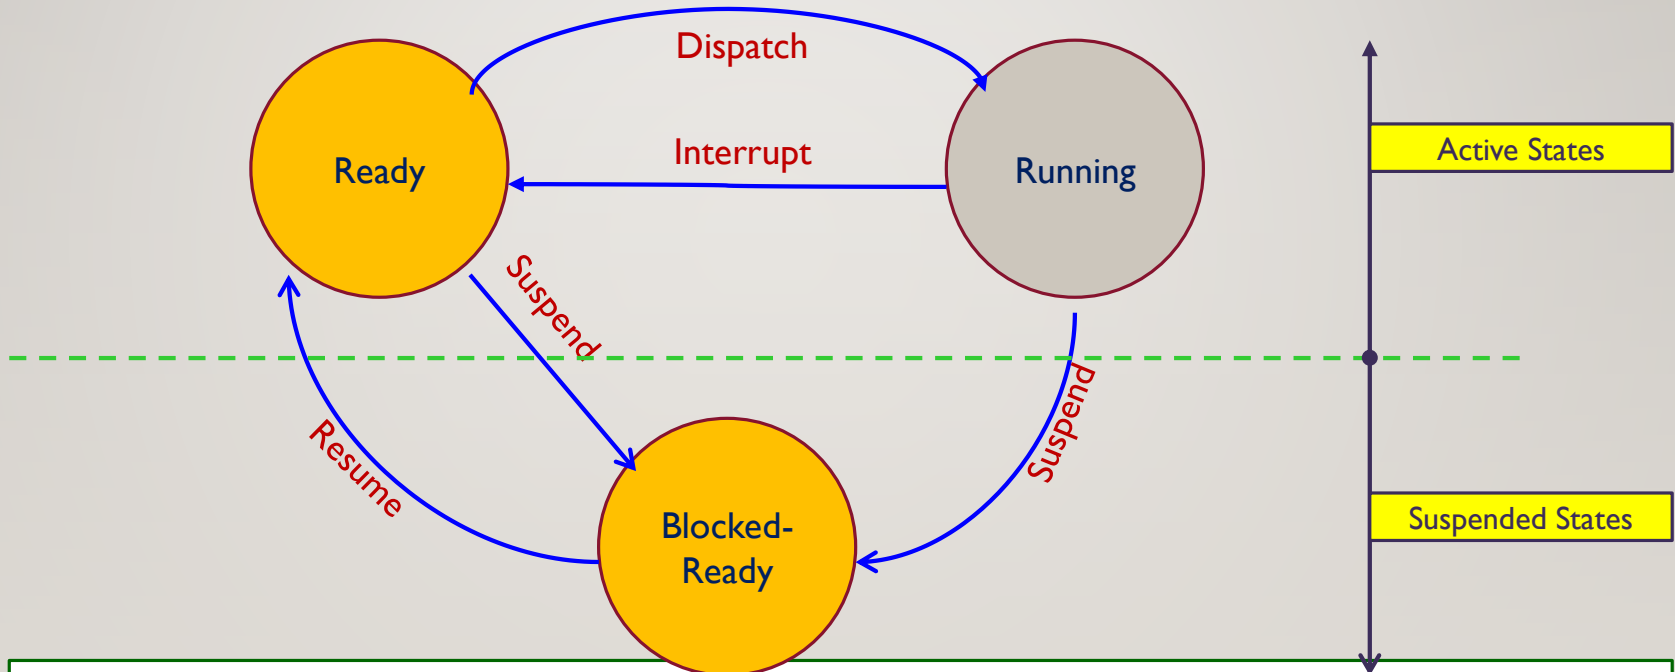 Dispatch
Interrupt
Ready
Running
Active States
Suspend
Suspend
Resume
Blocked-
Ready
Suspended States